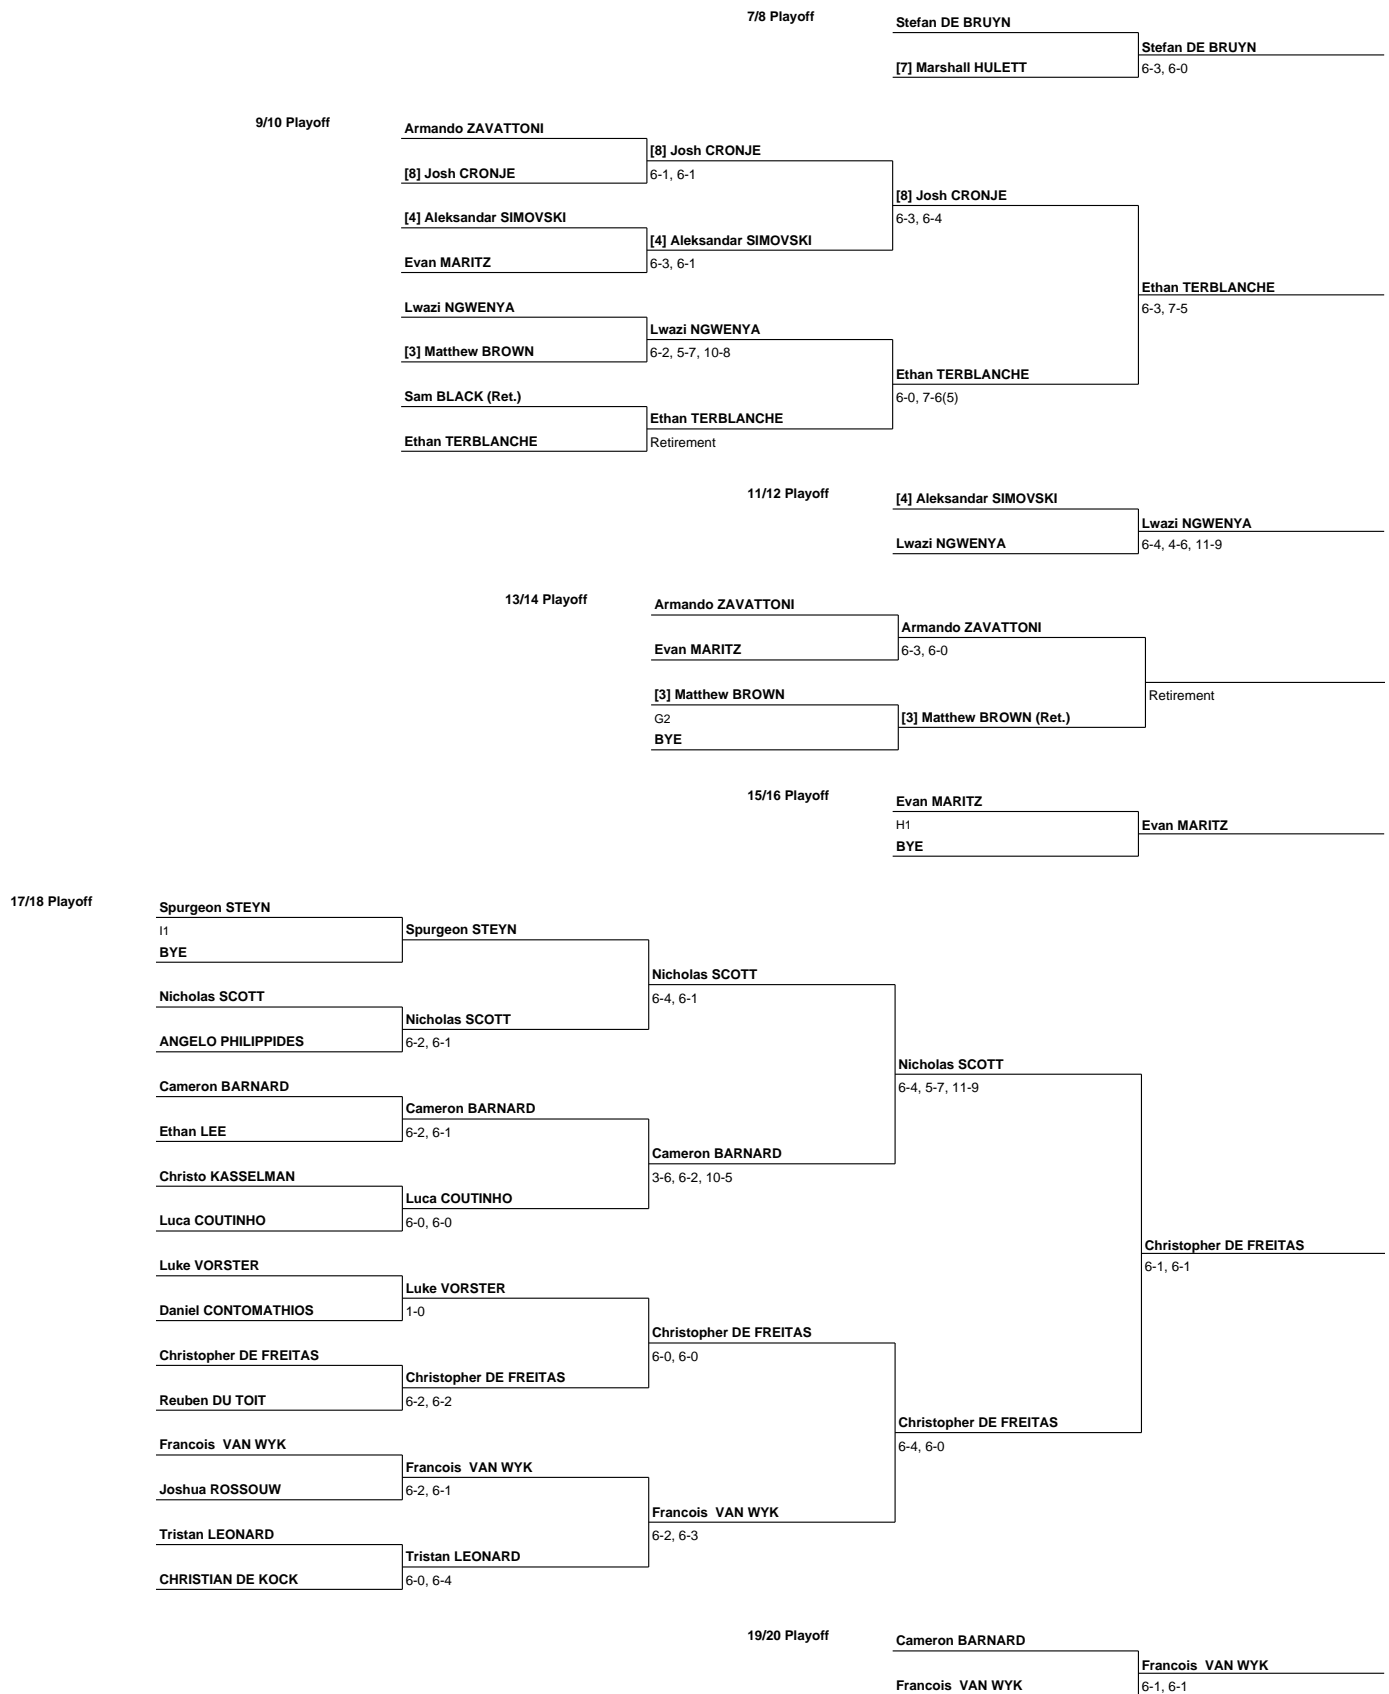 7/8 Playoff
Stefan DE BRUYN
Stefan DE BRUYN
[7] Marshall HULETT
6-3, 6-0
9/10 Playoff
Armando ZAVATTONI
[8] Josh CRONJE
[8] Josh CRONJE
6-1, 6-1
[8] Josh CRONJE
[4] Aleksandar SIMOVSKI
6-3, 6-4
[4] Aleksandar SIMOVSKI
Evan MARITZ
6-3, 6-1
Ethan TERBLANCHE
Lwazi NGWENYA
6-3, 7-5
Lwazi NGWENYA
[3] Matthew BROWN
6-2, 5-7, 10-8
Ethan TERBLANCHE
Sam BLACK (Ret.)
6-0, 7-6(5)
Ethan TERBLANCHE
Ethan TERBLANCHE
Retirement
11/12 Playoff
[4] Aleksandar SIMOVSKI
Lwazi NGWENYA
Lwazi NGWENYA
6-4, 4-6, 11-9
13/14 Playoff
Armando ZAVATTONI
Armando ZAVATTONI
Evan MARITZ
6-3, 6-0
[3] Matthew BROWN
Retirement
G2
[3] Matthew BROWN (Ret.)
BYE
15/16 Playoff
Evan MARITZ
H1
Evan MARITZ
BYE
17/18 Playoff
Spurgeon STEYN
I1
Spurgeon STEYN
BYE
Nicholas SCOTT
Nicholas SCOTT
6-4, 6-1
Nicholas SCOTT
ANGELO PHILIPPIDES
6-2, 6-1
Nicholas SCOTT
Cameron BARNARD
6-4, 5-7, 11-9
Cameron BARNARD
Ethan LEE
6-2, 6-1
Cameron BARNARD
Christo KASSELMAN
3-6, 6-2, 10-5
Luca COUTINHO
Luca COUTINHO
6-0, 6-0
Christopher DE FREITAS
Luke VORSTER
6-1, 6-1
Luke VORSTER
Daniel CONTOMATHIOS
1-0
Christopher DE FREITAS
Christopher DE FREITAS
6-0, 6-0
Christopher DE FREITAS
Reuben DU TOIT
6-2, 6-2
Christopher DE FREITAS
Francois VAN WYK
6-4, 6-0
Francois VAN WYK
Joshua ROSSOUW
6-2, 6-1
Francois VAN WYK
Tristan LEONARD
6-2, 6-3
Tristan LEONARD
CHRISTIAN DE KOCK
6-0, 6-4
19/20 Playoff
Cameron BARNARD
Francois VAN WYK
Francois VAN WYK
6-1, 6-1